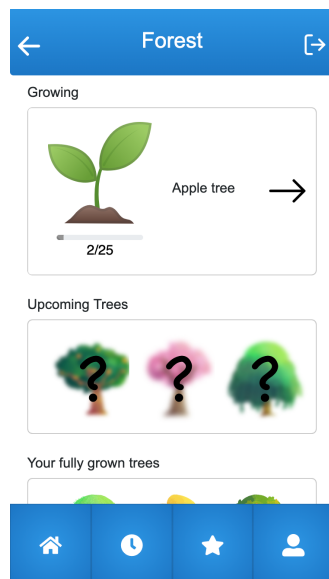 Forest
Growing
Apple tree
2/25
Upcoming Trees
? ? ?
Your fully grown trees